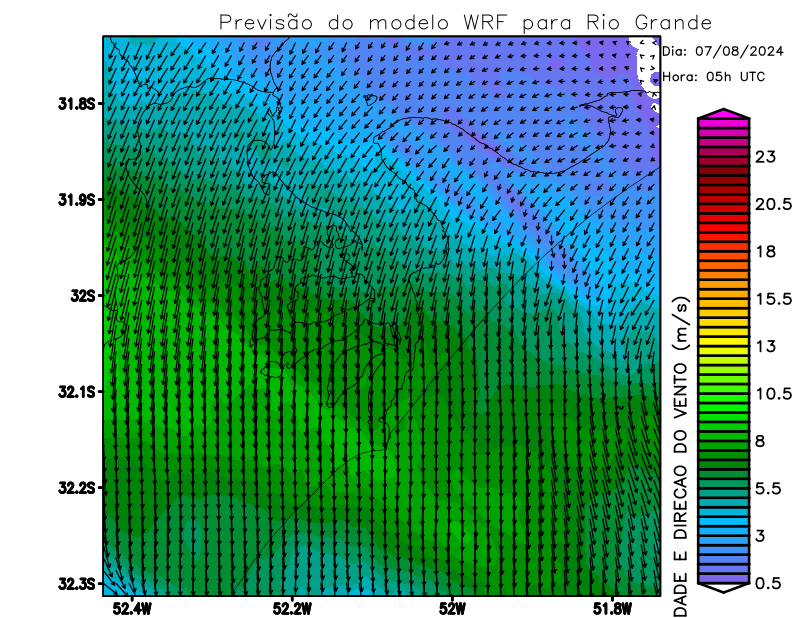 Previsão do modelo WRF para Rio Grande
Dia: 07/08/2024
Hora: 05h UTC
31.8S
31.9S
32S
32.1S
32.2S
32.3S
52.4W
52.2W
52W
51.8W
23
20.5
18
15.5
13
10.5
8
5.5
3
0.5
DADE E DIRECAO DO VENTO (m/s)